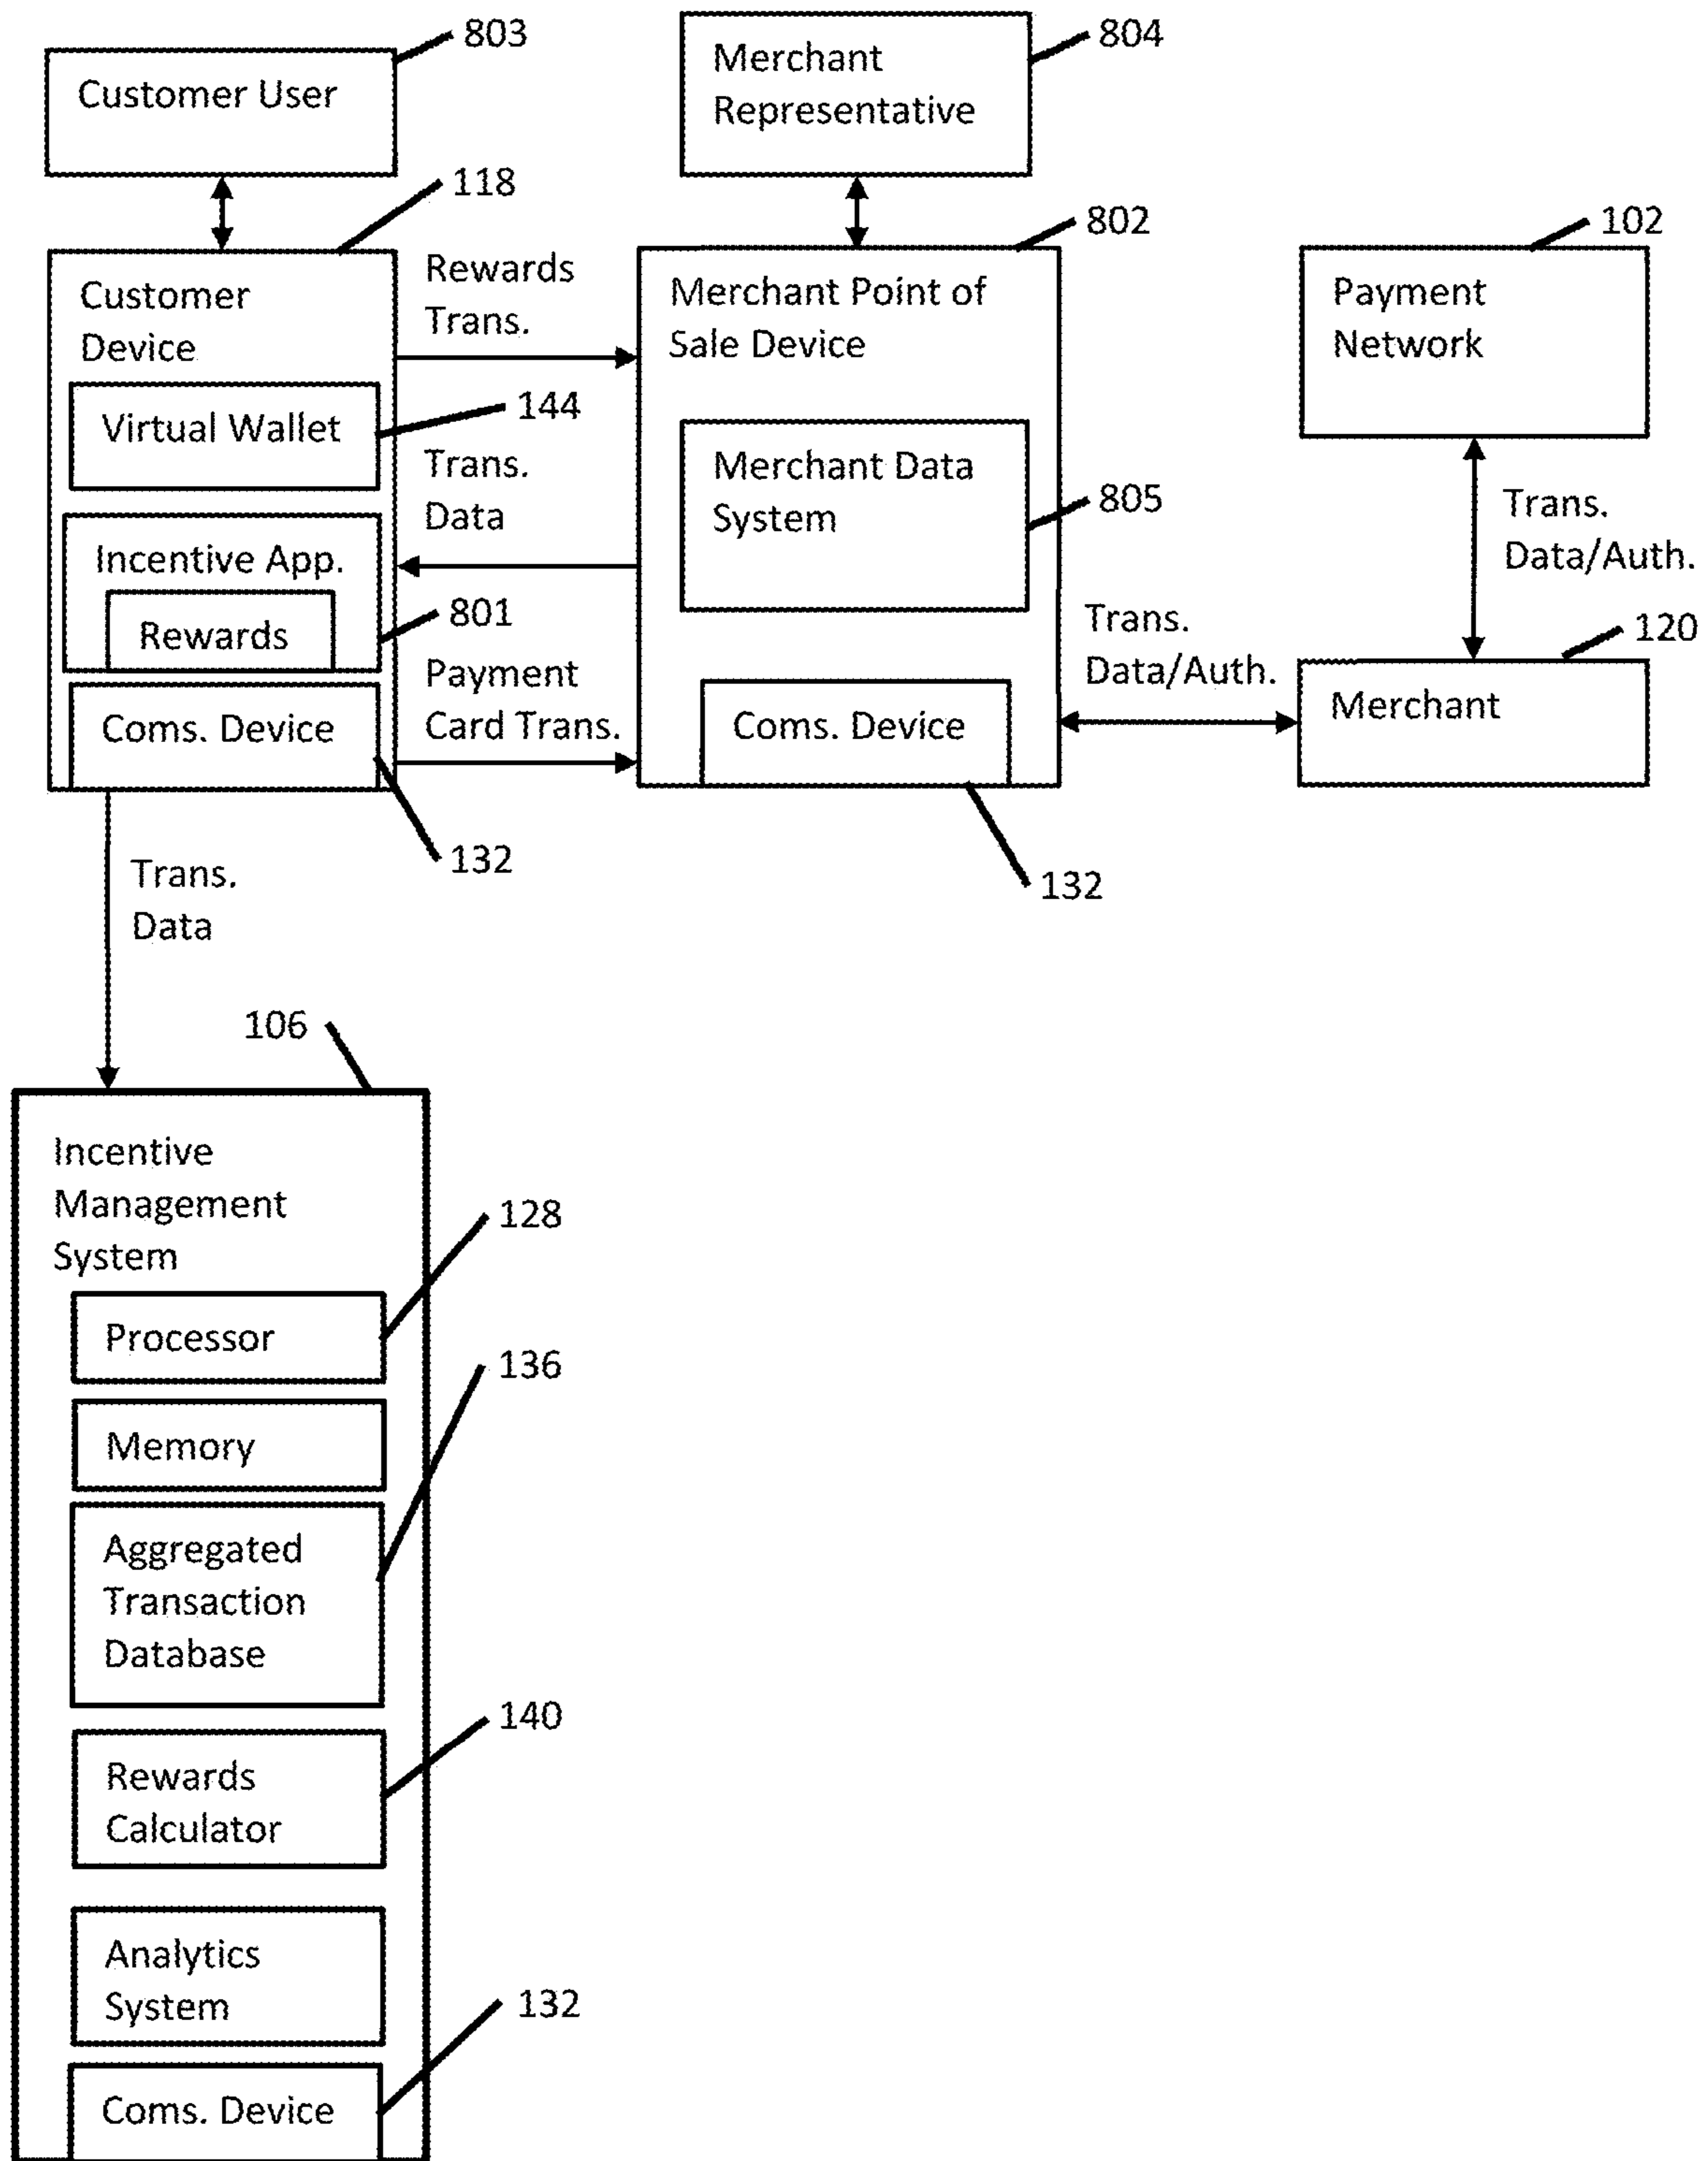 803
Customer User
804
Merchant
Representative
118
Customer
Device
Rewards
Trans.
802
Merchant Point of
Sale Device
102
Payment
Network
Virtual Wallet
144
Trans.
Data
Merchant Data
System
805
Trans.
Data/Auth.
Incentive App.
Rewards
801
Payment
Card Trans.
Coms. Device
132
Coms. Device
132
Trans.
Data/Auth.
120
Merchant
Trans.
Data
106
Incentive
Management
System
128
Processor
136
Memory
Aggregated
Transaction
Database
140
Rewards
Calculator
Analytics
System
132
Coms. Device